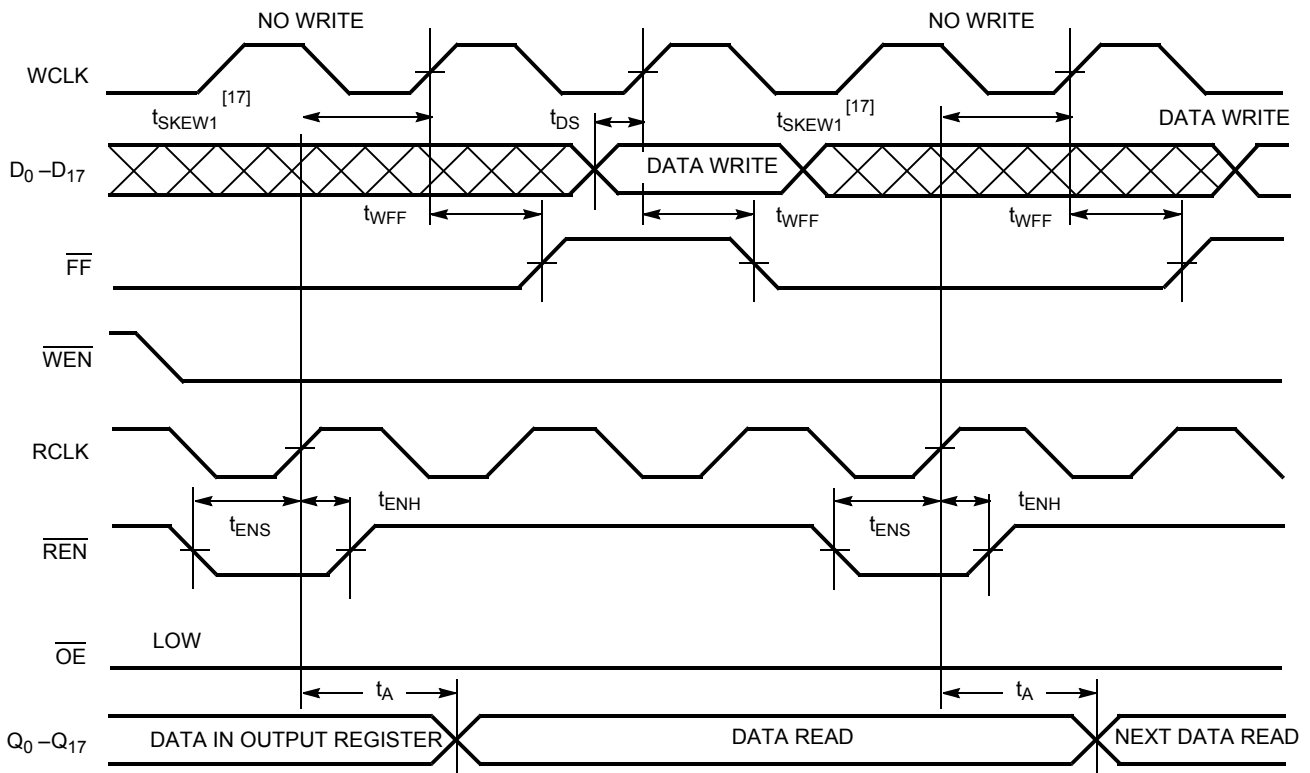 NO WRITE NO WRITE
WCLK
tSKEW1 [17] tDS tSKEW1 [17] DATA WRITE
D0 –D17 DATA WRITE
tWFF tWFF tWFF
FF
WEN
RCLK
tENS tENH tENS tENH
REN
LOW
OE
tA tA
Q0 –Q17 DATA IN OUTPUT REGISTER DATA READ NEXT DATA READ